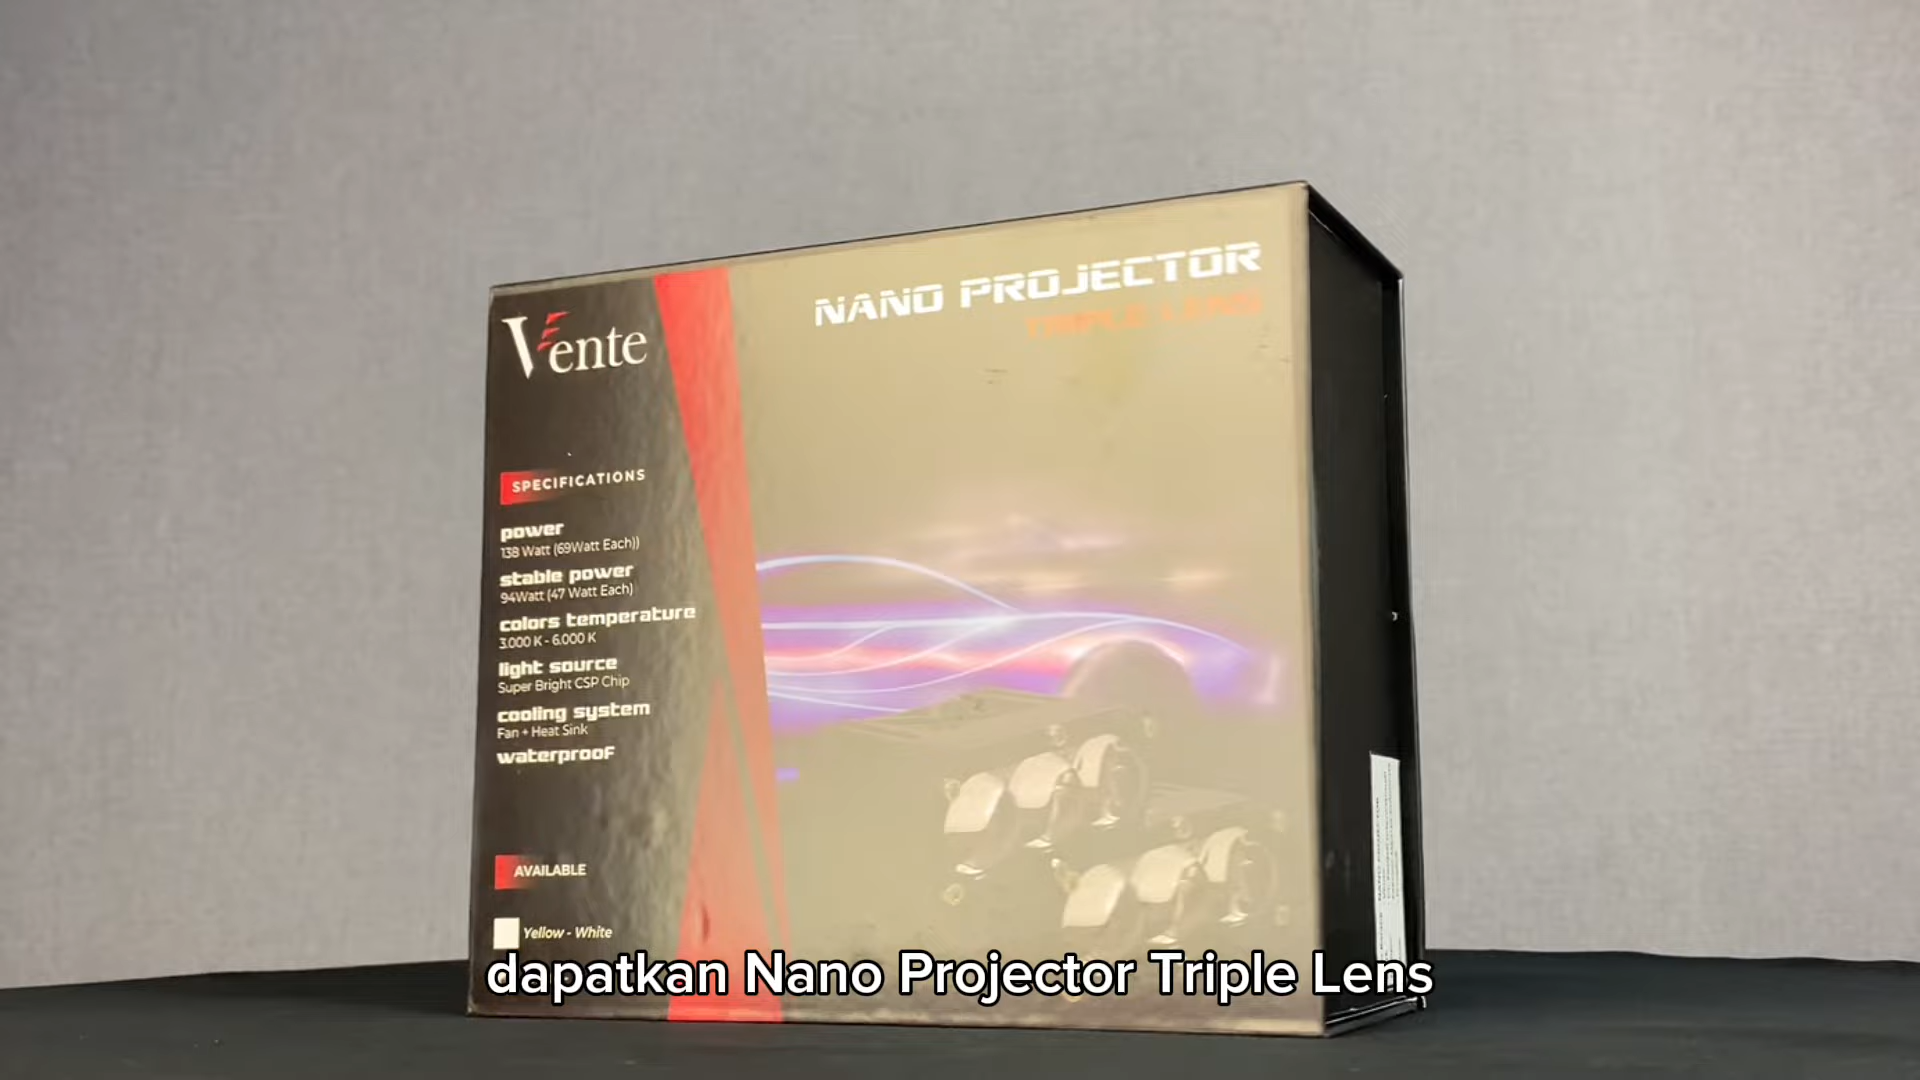 Vente
NANO PROJECTOR
TRIPLE LENS
SPECIFICATIONS
power
138 Watt (69Watt Each))
stable power
94Watt (47 Watt Each)
colors temperature
3.000 K - 6.000 K
light source
Super Bright CSP Chip
cooling system
Fan + Heat Sink
waterproof
AVAILABLE
Yellow - White
dapatkan Nano Projector Triple Lens